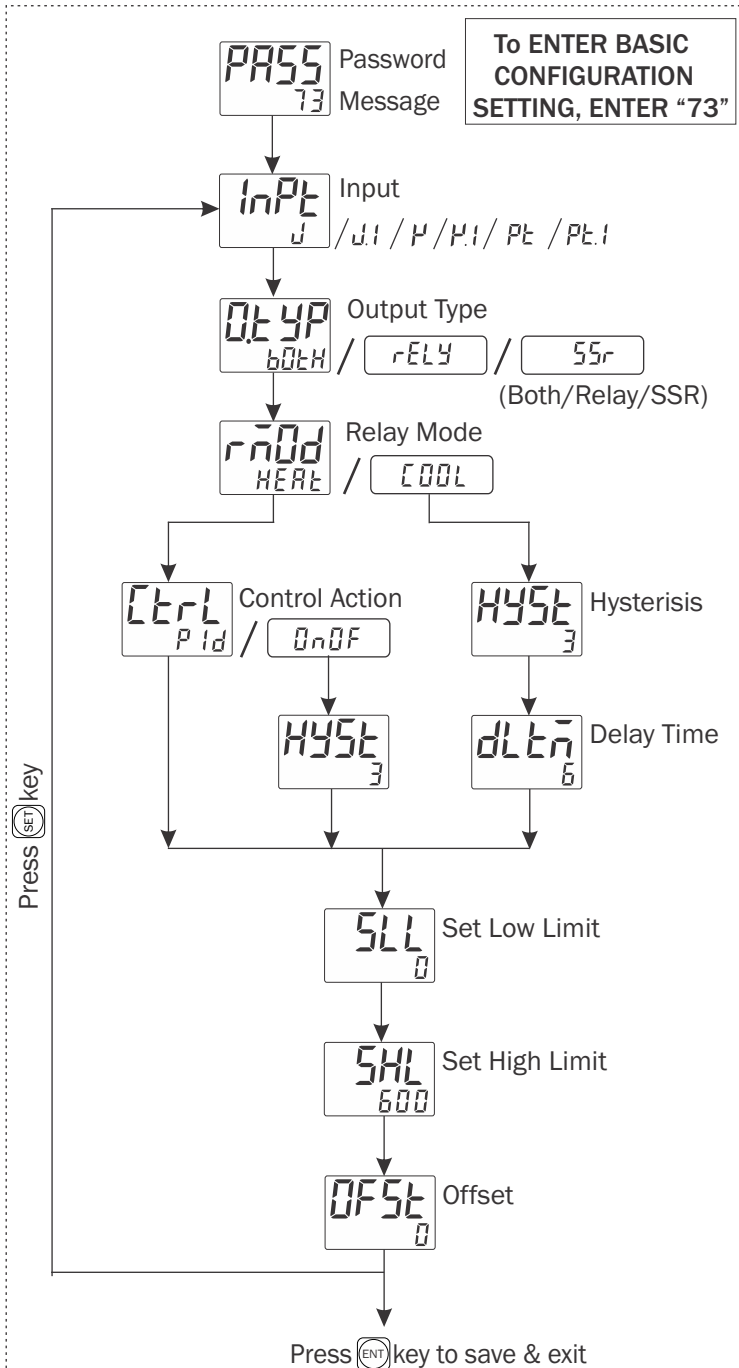 PASS Password
73 Message
To ENTER BASIC
CONFIGURATION
SETTING, ENTER “73”
InPt Input
J / J.1 / K / K.1 / Pt / Pt.1
O.tYP Output Type
bOtH / rELY / SSr
(Both/Relay/SSR)
rmOd Relay Mode
HEAt / COOL
CtrL Control Action
PId / OnOF
HYSt Hysterisis
3
HYSt
3
dLtm Delay Time
6
SLL Set Low Limit
0
SHL Set High Limit
600
OFSt Offset
0
Press SET key
Press ENT key to save & exit